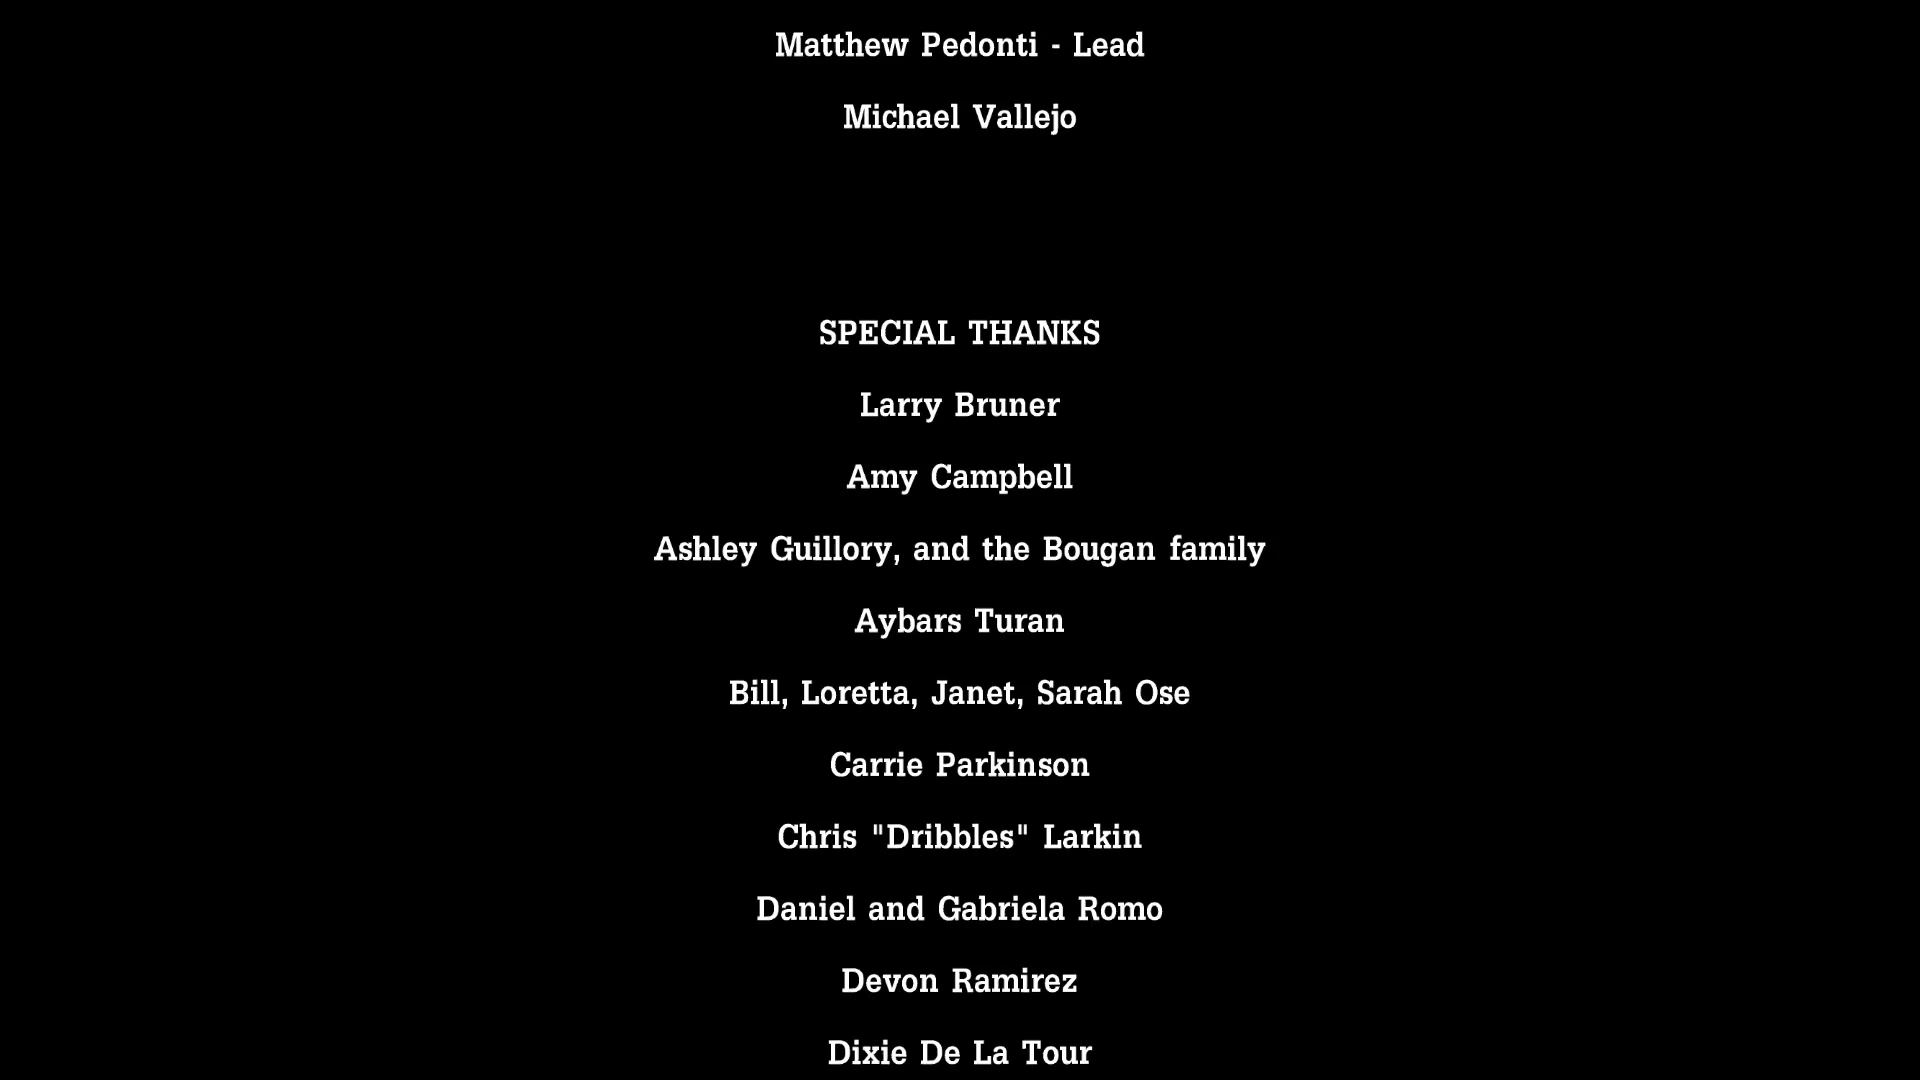 Matthew Pedonti - Lead
Michael Vallejo
SPECIAL THANKS
Larry Bruner
Amy Campbell
Ashley Guillory, and the Bougan family
Aybars Turan
Bill, Loretta, Janet, Sarah Ose
Carrie Parkinson
Chris "Dribbles" Larkin
Daniel and Gabriela Romo
Devon Ramirez
Dixie De La Tour